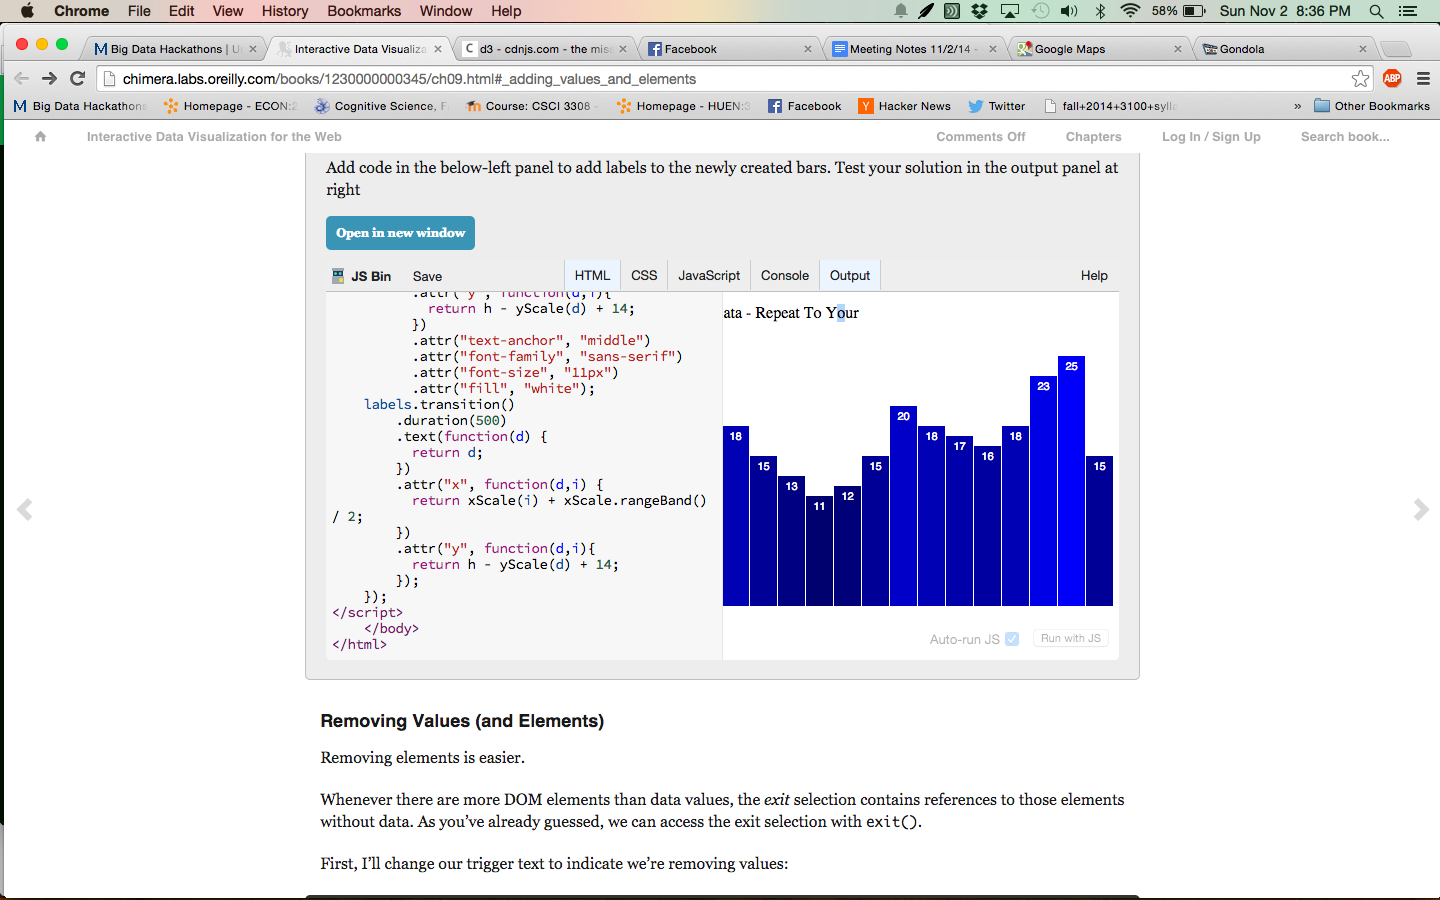 Chrome File Edit View History Bookmarks Window Help 58% Sun Nov 2 8:36 PM
Big Data Hackathons | U Interactive Data Visualiza d3 - cdnjs.com - the mis Facebook Meeting Notes 11/2/14 - Google Maps Gondola
chimera.labs.oreilly.com/books/1230000000345/ch09.html#_adding_values_and_elements ABP
Big Data Hackathons Homepage - ECON:2 Cognitive Science, F Course: CSCI 3308 - Homepage - HUEN:3 Facebook Hacker News Twitter fall+2014+3100+sylla » Other Bookmarks
Interactive Data Visualization for the Web Comments Off Chapters Log In / Sign Up Search book...
Add code in the below-left panel to add labels to the newly created bars. Test your solution in the output panel at
right
Open in new window
JS Bin Save HTML CSS JavaScript Console Output Help
.attr("y", function(d,i){
return h - yScale(d) + 14;
})
.attr("text-anchor", "middle")
.attr("font-family", "sans-serif")
.attr("font-size", "11px")
.attr("fill", "white");
labels.transition()
.duration(500)
.text(function(d) {
return d;
})
.attr("x", function(d,i) {
return xScale(i) + xScale.rangeBand()
/ 2;
})
.attr("y", function(d,i){
return h - yScale(d) + 14;
});
});
</script>
</body>
</html>
ata - Repeat To Your
18 15 13 11 12 15 20 18 17 16 18 23 25 15
Auto-run JS Run with JS
Removing Values (and Elements)
Removing elements is easier.
Whenever there are more DOM elements than data values, the exit selection contains references to those elements
without data. As you’ve already guessed, we can access the exit selection with exit().
First, I’ll change our trigger text to indicate we’re removing values: